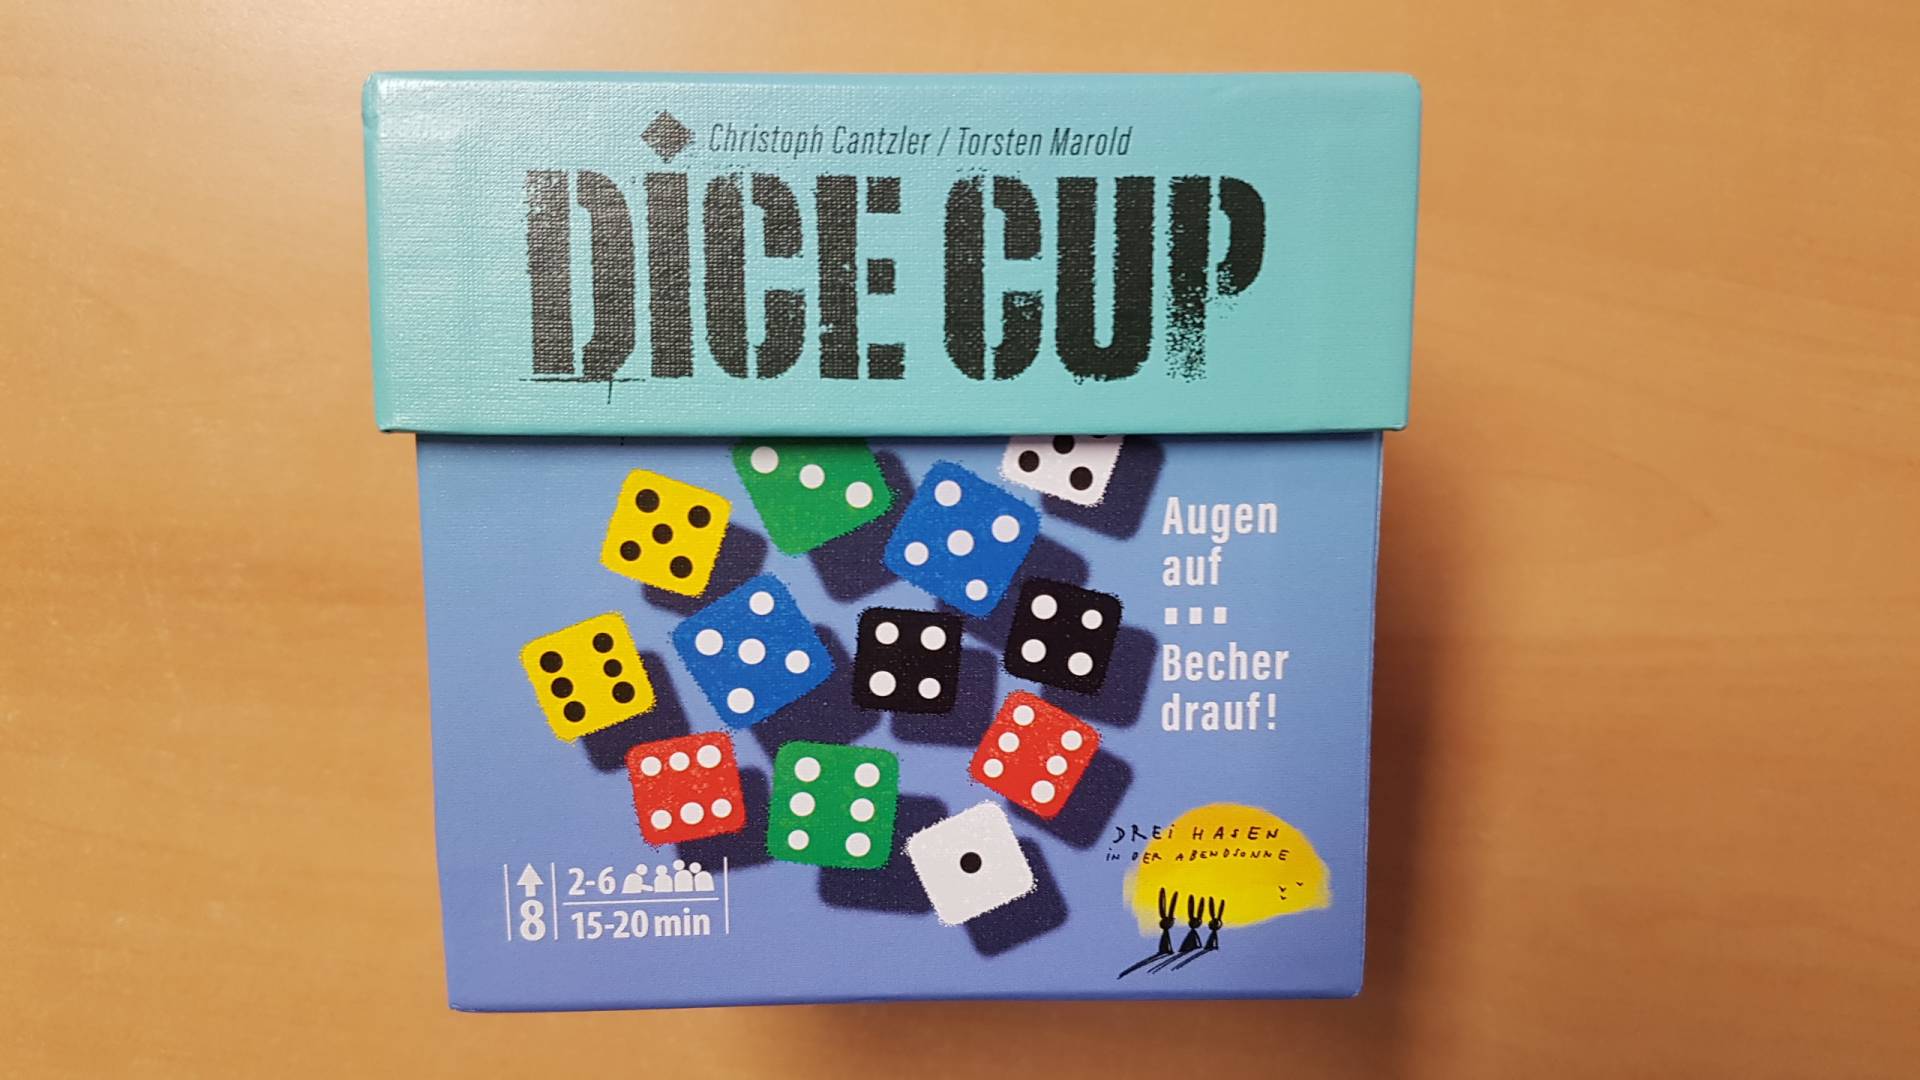 Christoph Cantzler / Torsten Marold
DICE CUP
Augen
auf
...
Becher
drauf!
DREI HASEN
IN DER ABENDSONNE
2-6
8
15-20 min